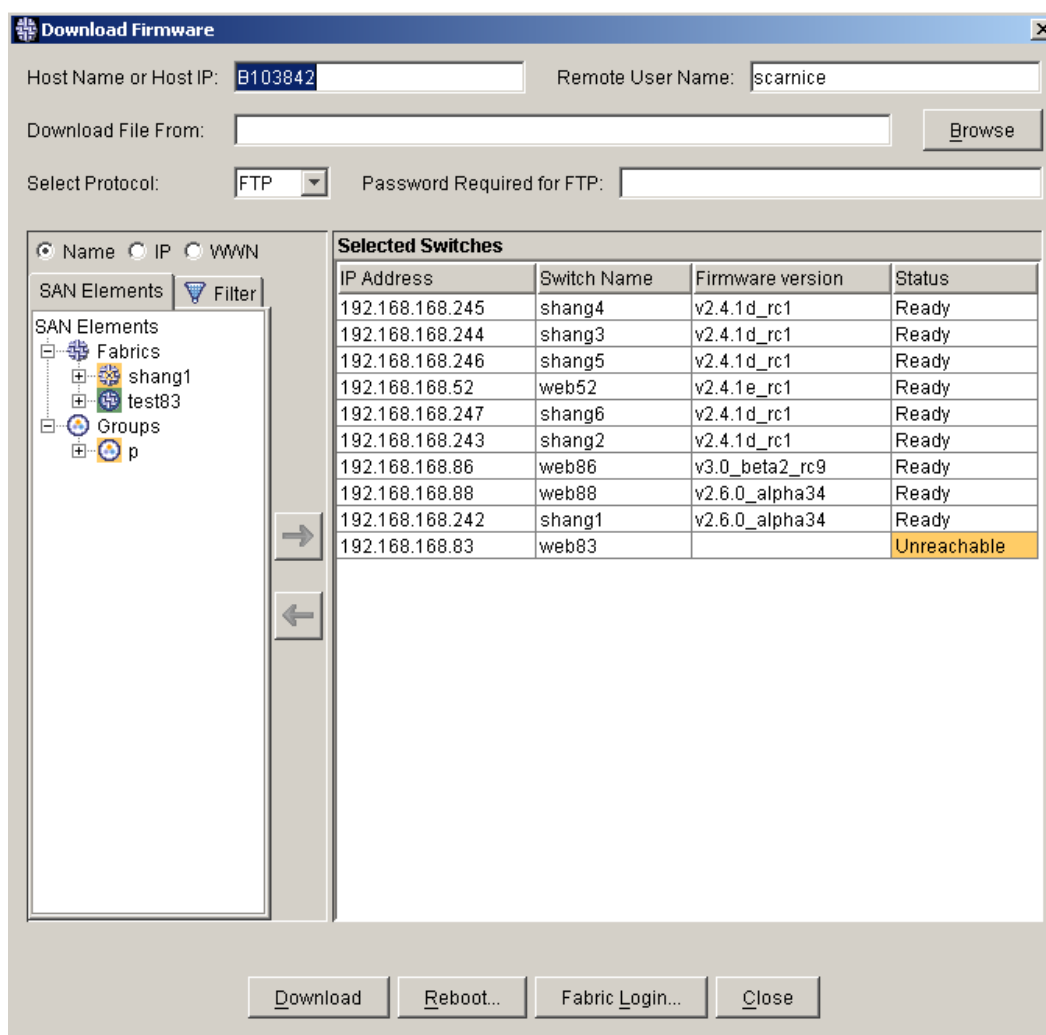 Download Firmware
Host Name or Host IP: B103842 Remote User Name: scarnice
Download File From: Browse
Select Protocol: FTP Password Required for FTP:
Name IP WWN
SAN Elements Filter
SAN Elements
Fabrics
shang1
test83
Groups
p
Selected Switches
IP Address Switch Name Firmware version Status
192.168.168.245 shang4 v2.4.1d_rc1 Ready
192.168.168.244 shang3 v2.4.1d_rc1 Ready
192.168.168.246 shang5 v2.4.1d_rc1 Ready
192.168.168.52 web52 v2.4.1e_rc1 Ready
192.168.168.247 shang6 v2.4.1d_rc1 Ready
192.168.168.243 shang2 v2.4.1d_rc1 Ready
192.168.168.86 web86 v3.0_beta2_rc9 Ready
192.168.168.88 web88 v2.6.0_alpha34 Ready
192.168.168.242 shang1 v2.6.0_alpha34 Ready
192.168.168.83 web83 Unreachable
Download Reboot... Fabric Login... Close